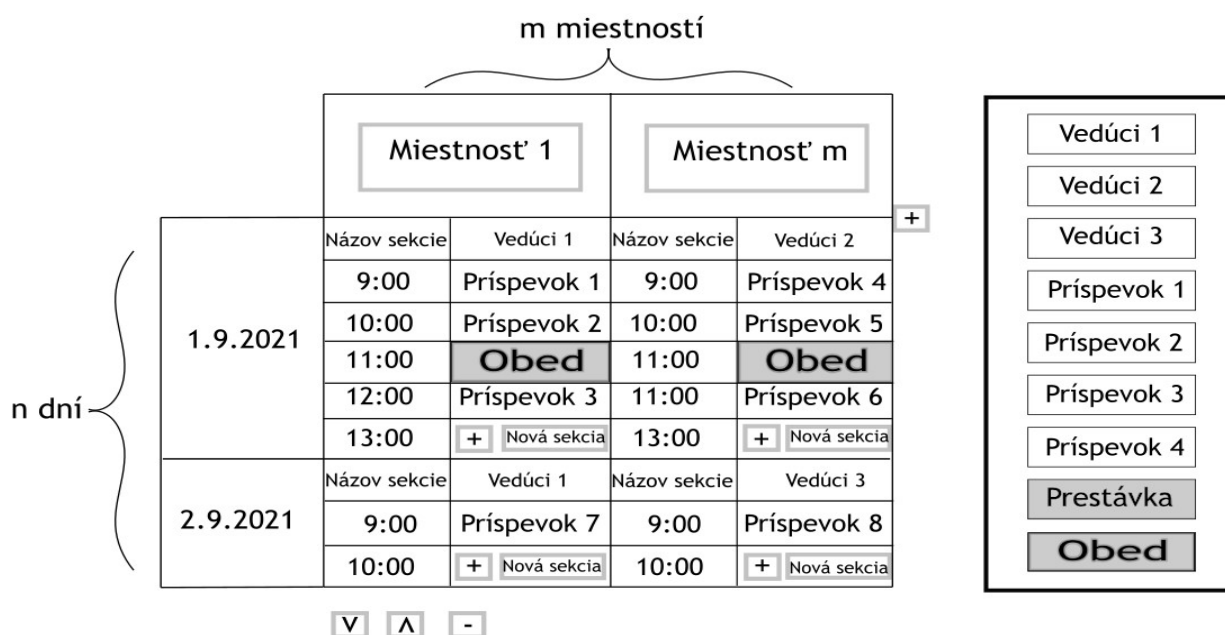 m miestností
Miestnosť 1 Miestnosť m
+
Názov sekcie Vedúci 1 Názov sekcie Vedúci 2
9:00 Príspevok 1 9:00 Príspevok 4
1.9.2021
10:00 Príspevok 2 10:00 Príspevok 5
11:00 Obed 11:00 Obed
12:00 Príspevok 3 11:00 Príspevok 6
n dní
13:00 + Nová sekcia 13:00 + Nová sekcia
Názov sekcie Vedúci 1 Názov sekcie Vedúci 3
2.9.2021 9:00 Príspevok 7 9:00 Príspevok 8
10:00 + Nová sekcia 10:00 + Nová sekcia
V Λ -
Vedúci 1
Vedúci 2
Vedúci 3
Príspevok 1
Príspevok 2
Príspevok 3
Príspevok 4
Prestávka
Obed